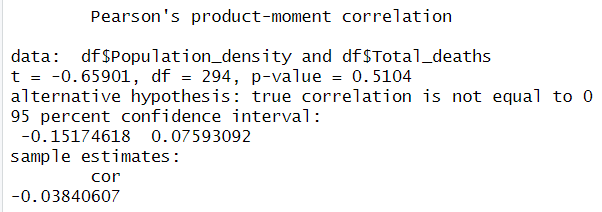 Pearson's product-moment correlation
data: df$Population_density and df$Total_deaths
t = -0.65901, df = 294, p-value = 0.5104
alternative hypothesis: true correlation is not equal to 0
95 percent confidence interval:
-0.15174618 0.07593092
sample estimates:
cor
-0.03840607